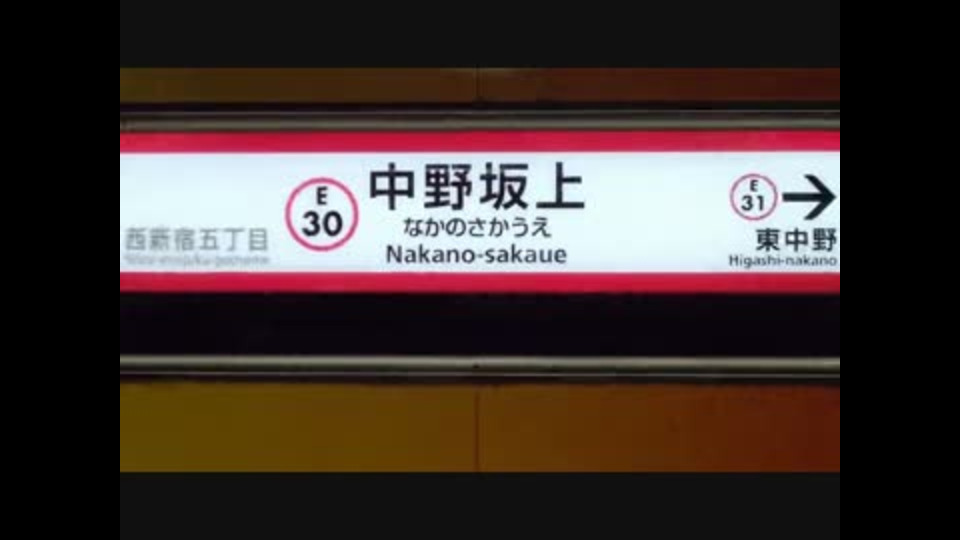 西新宿五丁目
E
30
中野坂上
なかのさかうえ
Nakano-sakaue
E
31
東中野
Higashi-nakano